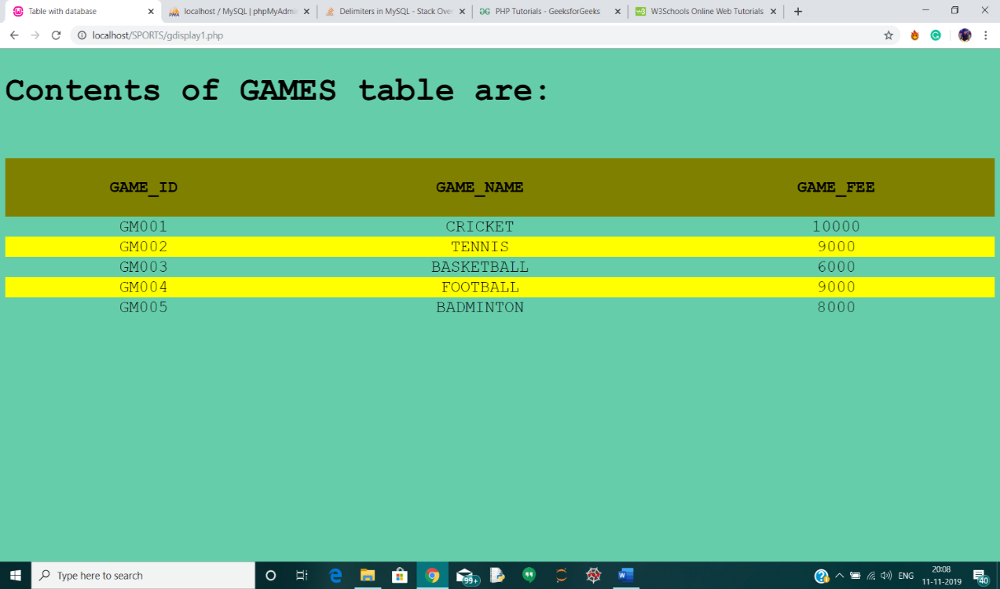 Table with database
localhost / MySQL | phpMyAdmin
Delimiters in MySQL - Stack Over
PHP Tutorials - GeeksforGeeks
W3Schools Online Web Tutorials
localhost/SPORTS/gdisplay1.php
Contents of GAMES table are:
GAME_ID GAME_NAME GAME_FEE
GM001 CRICKET 10000
GM002 TENNIS 9000
GM003 BASKETBALL 6000
GM004 FOOTBALL 9000
GM005 BADMINTON 8000
Type here to search
99+
ENG
20:08
11-11-2019
40